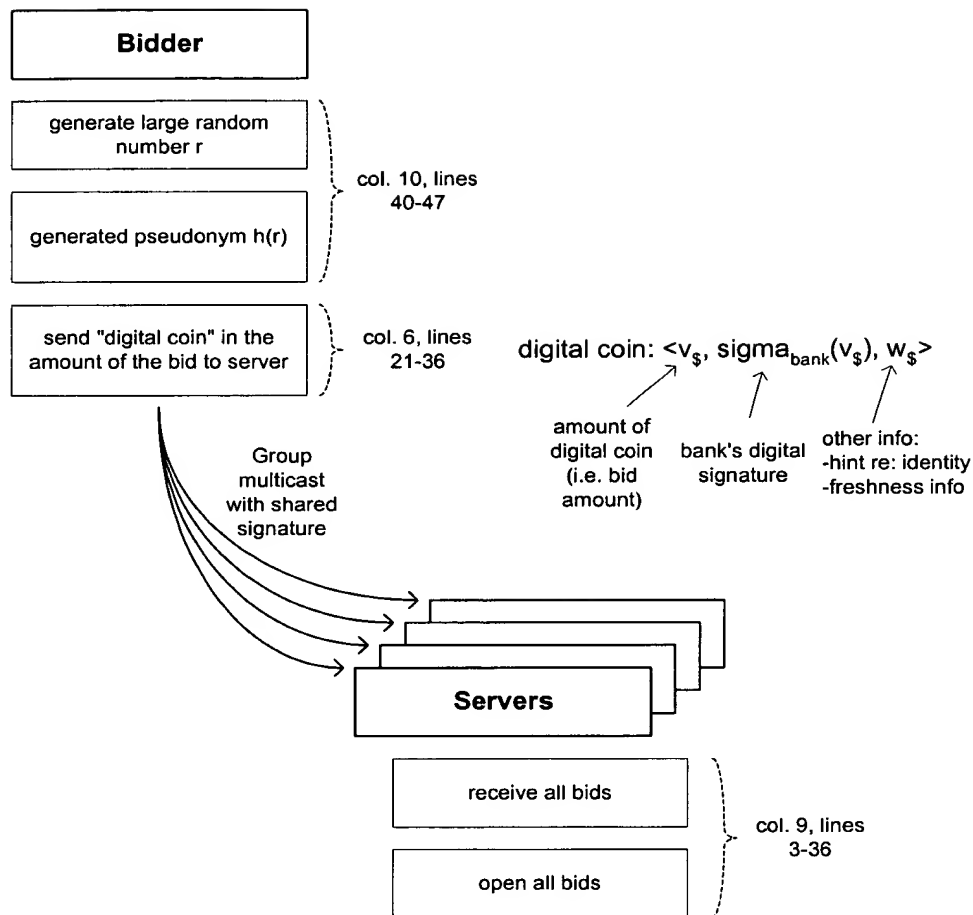 Bidder
generate large random
number r
generated pseudonym h(r)
col. 10, lines
40-47
send "digital coin" in the
amount of the bid to server
col. 6, lines
21-36
digital coin: <v$, sigmabank(v$), w$>
amount of
digital coin
(i.e. bid
amount)
bank's digital
signature
other info:
-hint re: identity
-freshness info
Group
multicast
with shared
signature
Servers
receive all bids
open all bids
col. 9, lines
3-36